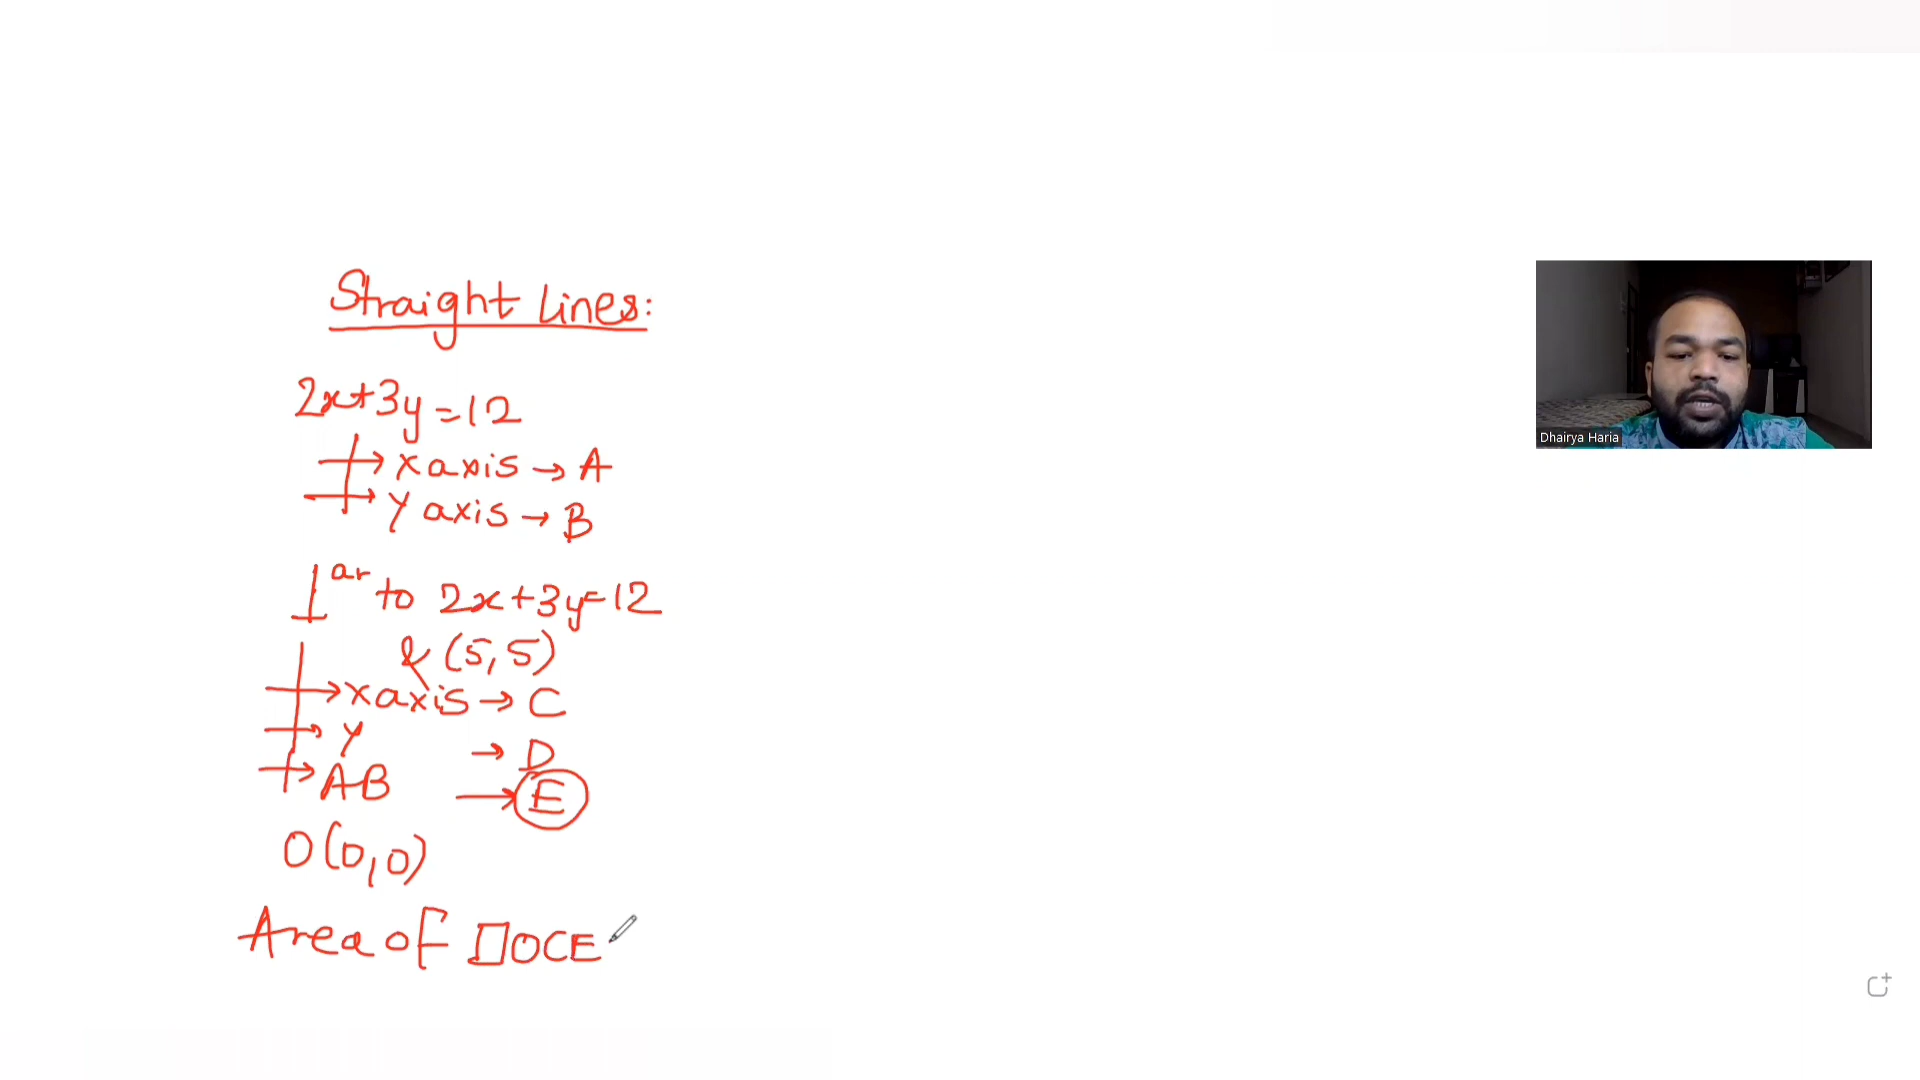 Straight Lines:
2x+3y=12
→ x axis → A
→ y axis → B
⊥ar to 2x+3y=12
& (5,5)
→ x axis → C
→ y → D
→ AB → E
O(0,0)
Area of □OCE
Dhairya Haria